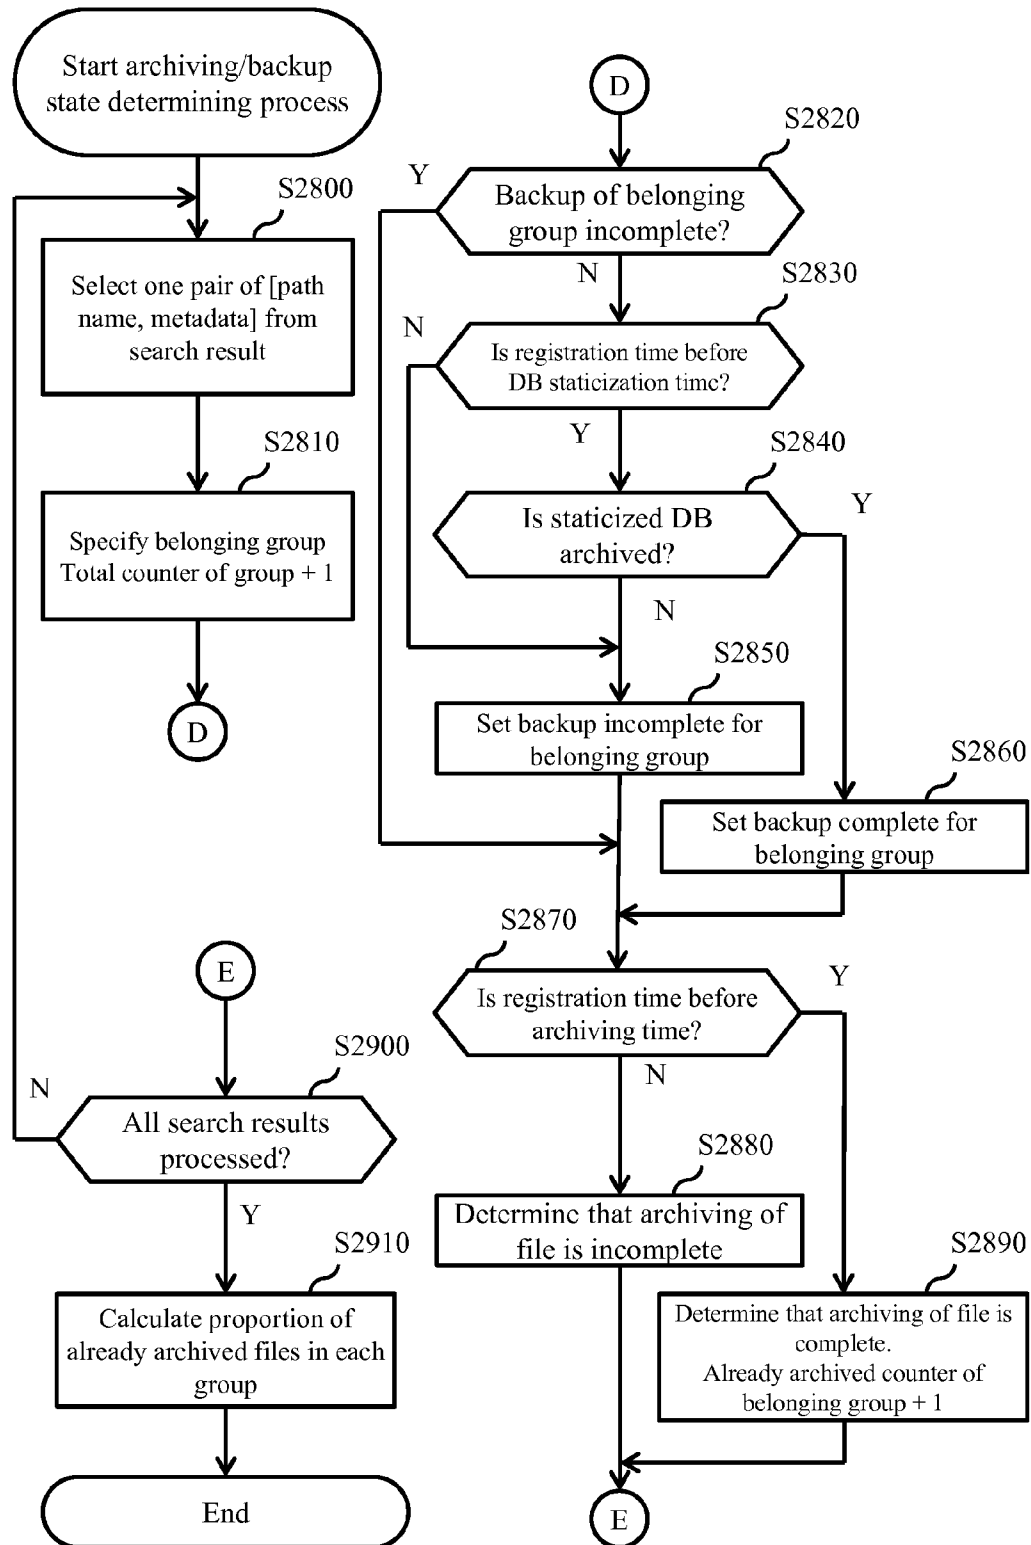 Start archiving/backup
state determining process
S2800
Select one pair of [path
name, metadata] from
search result
S2810
Specify belonging group
Total counter of group + 1
D
D
S2820
Y
Backup of belonging
group incomplete?
N
S2830
N
Is registration time before
DB staticization time?
Y
S2840
Y
Is staticized DB
archived?
N
S2850
Set backup incomplete for
belonging group
S2860
Set backup complete for
belonging group
S2870
Y
Is registration time before
archiving time?
N
S2880
Determine that archiving of
file is incomplete
S2890
Determine that archiving of file is
complete.
Already archived counter of
belonging group + 1
E
E
S2900
N
All search results
processed?
Y
S2910
Calculate proportion of
already archived files in each
group
End